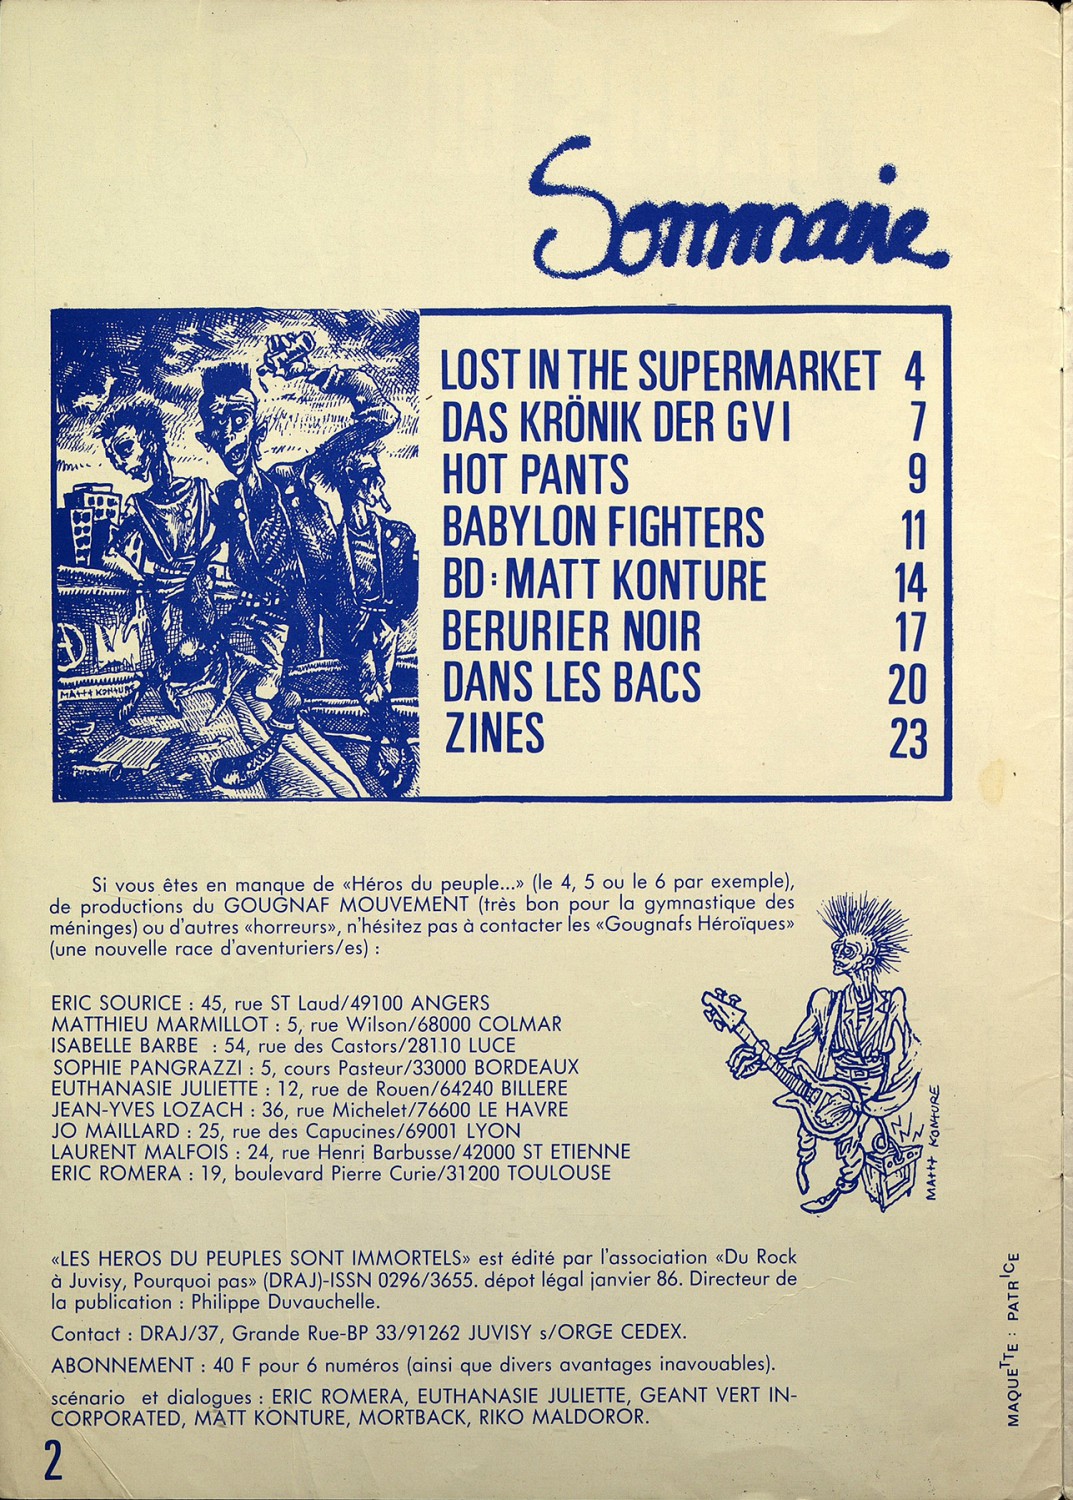 Sommaire
LOST IN THE SUPERMARKET 4
DAS KRÖNIK DER GVI 7
HOT PANTS 9
BABYLON FIGHTERS 11
BD : MATT KONTURE 14
BERURIER NOIR 17
DANS LES BACS 20
ZINES 23
MATT KONTURE
Si vous êtes en manque de «Héros du peuple...» (le 4, 5 ou le 6 par exemple),
de productions du GOUGNAF MOUVEMENT (très bon pour la gymnastique des
méninges) ou d'autres «horreurs», n'hésitez pas à contacter les «Gougnafs Héroïques»
(une nouvelle race d'aventuriers/es) :
ERIC SOURICE : 45, rue ST Laud/49100 ANGERS
MATTHIEU MARMILLOT : 5, rue Wilson/68000 COLMAR
ISABELLE BARBE : 54, rue des Castors/28110 LUCE
SOPHIE PANGRAZZI : 5, cours Pasteur/33000 BORDEAUX
EUTHANASIE JULIETTE : 12, rue de Rouen/64240 BILLERE
JEAN-YVES LOZACH : 36, rue Michelet/76600 LE HAVRE
JO MAILLARD : 25, rue des Capucines/69001 LYON
LAURENT MALFOIS : 24, rue Henri Barbusse/42000 ST ETIENNE
ERIC ROMERA : 19, boulevard Pierre Curie/31200 TOULOUSE
MATT KONTURE
«LES HEROS DU PEUPLES SONT IMMORTELS» est édité par l'association «Du Rock
à Juvisy, Pourquoi pas» (DRAJ)-ISSN 0296/3655. dépot légal janvier 86. Directeur de
la publication : Philippe Duvauchelle.
Contact : DRAJ/37, Grande Rue-BP 33/91262 JUVISY s/ORGE CEDEX.
ABONNEMENT : 40 F pour 6 numéros (ainsi que divers avantages inavouables).
scénario et dialogues : ERIC ROMERA, EUTHANASIE JULIETTE, GEANT VERT IN-
CORPORATED, MATT KONTURE, MORTBACK, RIKO MALDOROR.
MAQUETTE : PATRICE
2